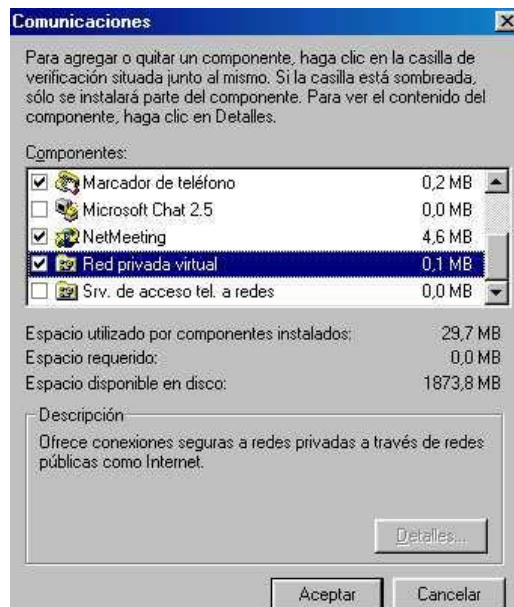 Comunicaciones
Para agregar o quitar un componente, haga clic en la casilla de
verificación situada junto al mismo. Si la casilla está sombreada,
sólo se instalará parte del componente. Para ver el contenido del
componente, haga clic en Detalles.
Componentes:
Marcador de teléfono 0,2 MB
Microsoft Chat 2.5 0,0 MB
NetMeeting 4,6 MB
Red privada virtual 0,1 MB
Srv. de acceso tel. a redes 0,0 MB
Espacio utilizado por componentes instalados: 29,7 MB
Espacio requerido: 0,0 MB
Espacio disponible en disco: 1873,8 MB
Descripción
Ofrece conexiones seguras a redes privadas a través de redes
públicas como Internet.
Detalles...
Aceptar Cancelar